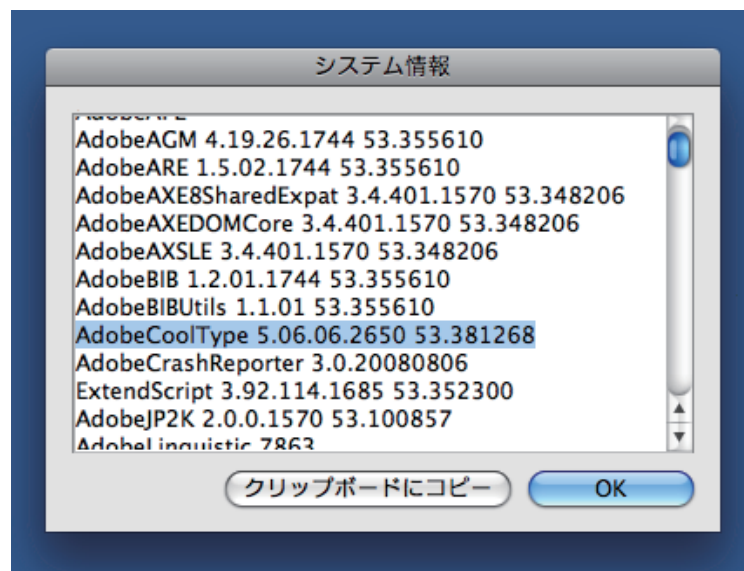 システム情報
AdobeAGM 4.19.26.1744 53.355610
AdobeARE 1.5.02.1744 53.355610
AdobeAXE8SharedExpat 3.4.401.1570 53.348206
AdobeAXEDOMCore 3.4.401.1570 53.348206
AdobeAXSLE 3.4.401.1570 53.348206
AdobeBIB 1.2.01.1744 53.355610
AdobeBIBUtils 1.1.01 53.355610
AdobeCoolType 5.06.06.2650 53.381268
AdobeCrashReporter 3.0.20080806
ExtendScript 3.92.114.1685 53.352300
AdobeJP2K 2.0.0.1570 53.100857
AdobeLinguistic 7863
クリップボードにコピー OK